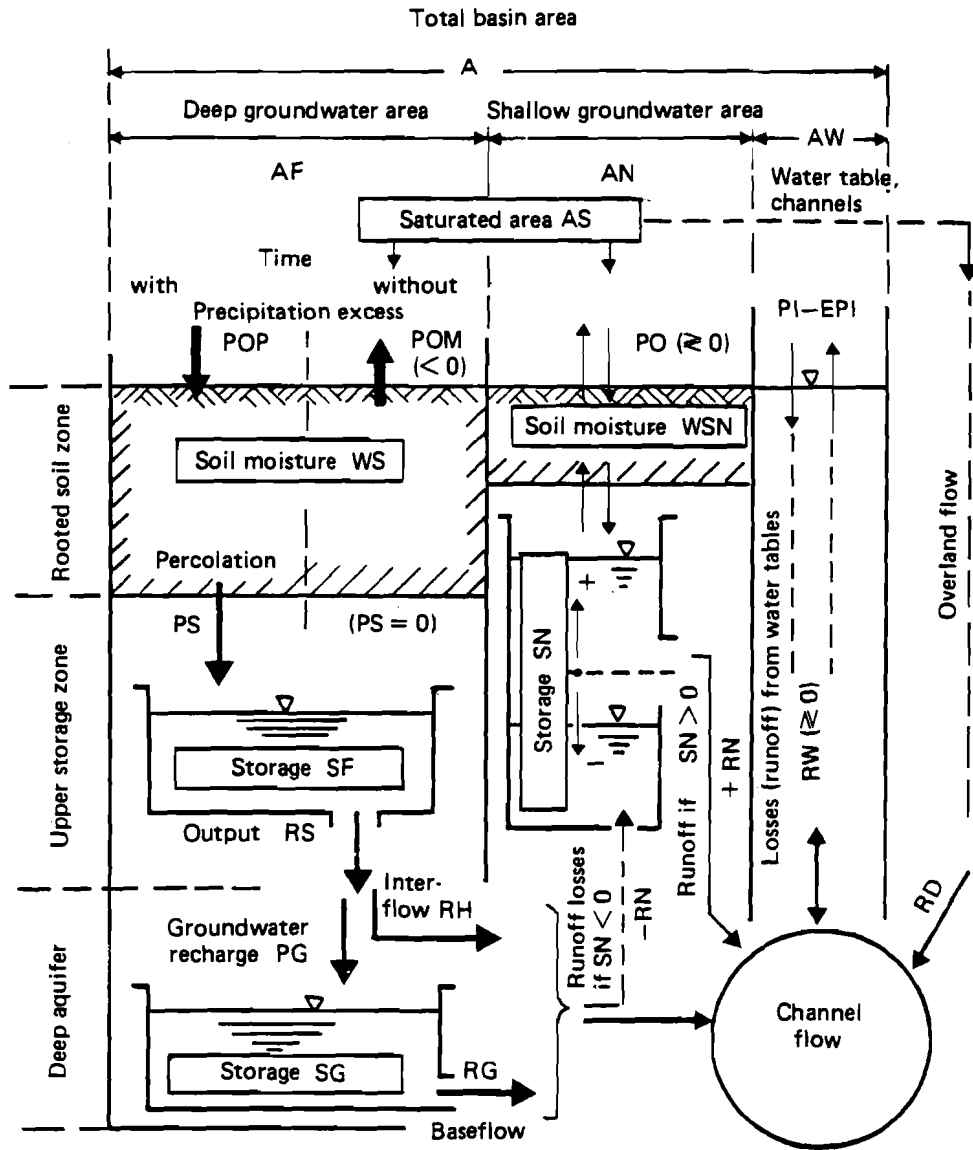 Total basin area
A
Deep groundwater area
Shallow groundwater area
AW
AF
AN
Water table,
channels
Saturated area AS
Time
with
without
Precipitation excess
POP
POM
(< 0)
PO (≷ 0)
PI–EPI
Rooted soil zone
Soil moisture WS
Soil moisture WSN
Percolation
PS
(PS = 0)
Upper storage zone
Storage SF
Output RS
Storage SN
+
–
Runoff if SN > 0
+ RN
Losses (runoff) from water tables
RW (≷ 0)
Overland flow
RD
Inter-
flow RH
Groundwater
recharge PG
Runoff losses
if SN < 0
–RN
Deep aquifer
Storage SG
RG
Baseflow
Channel
flow